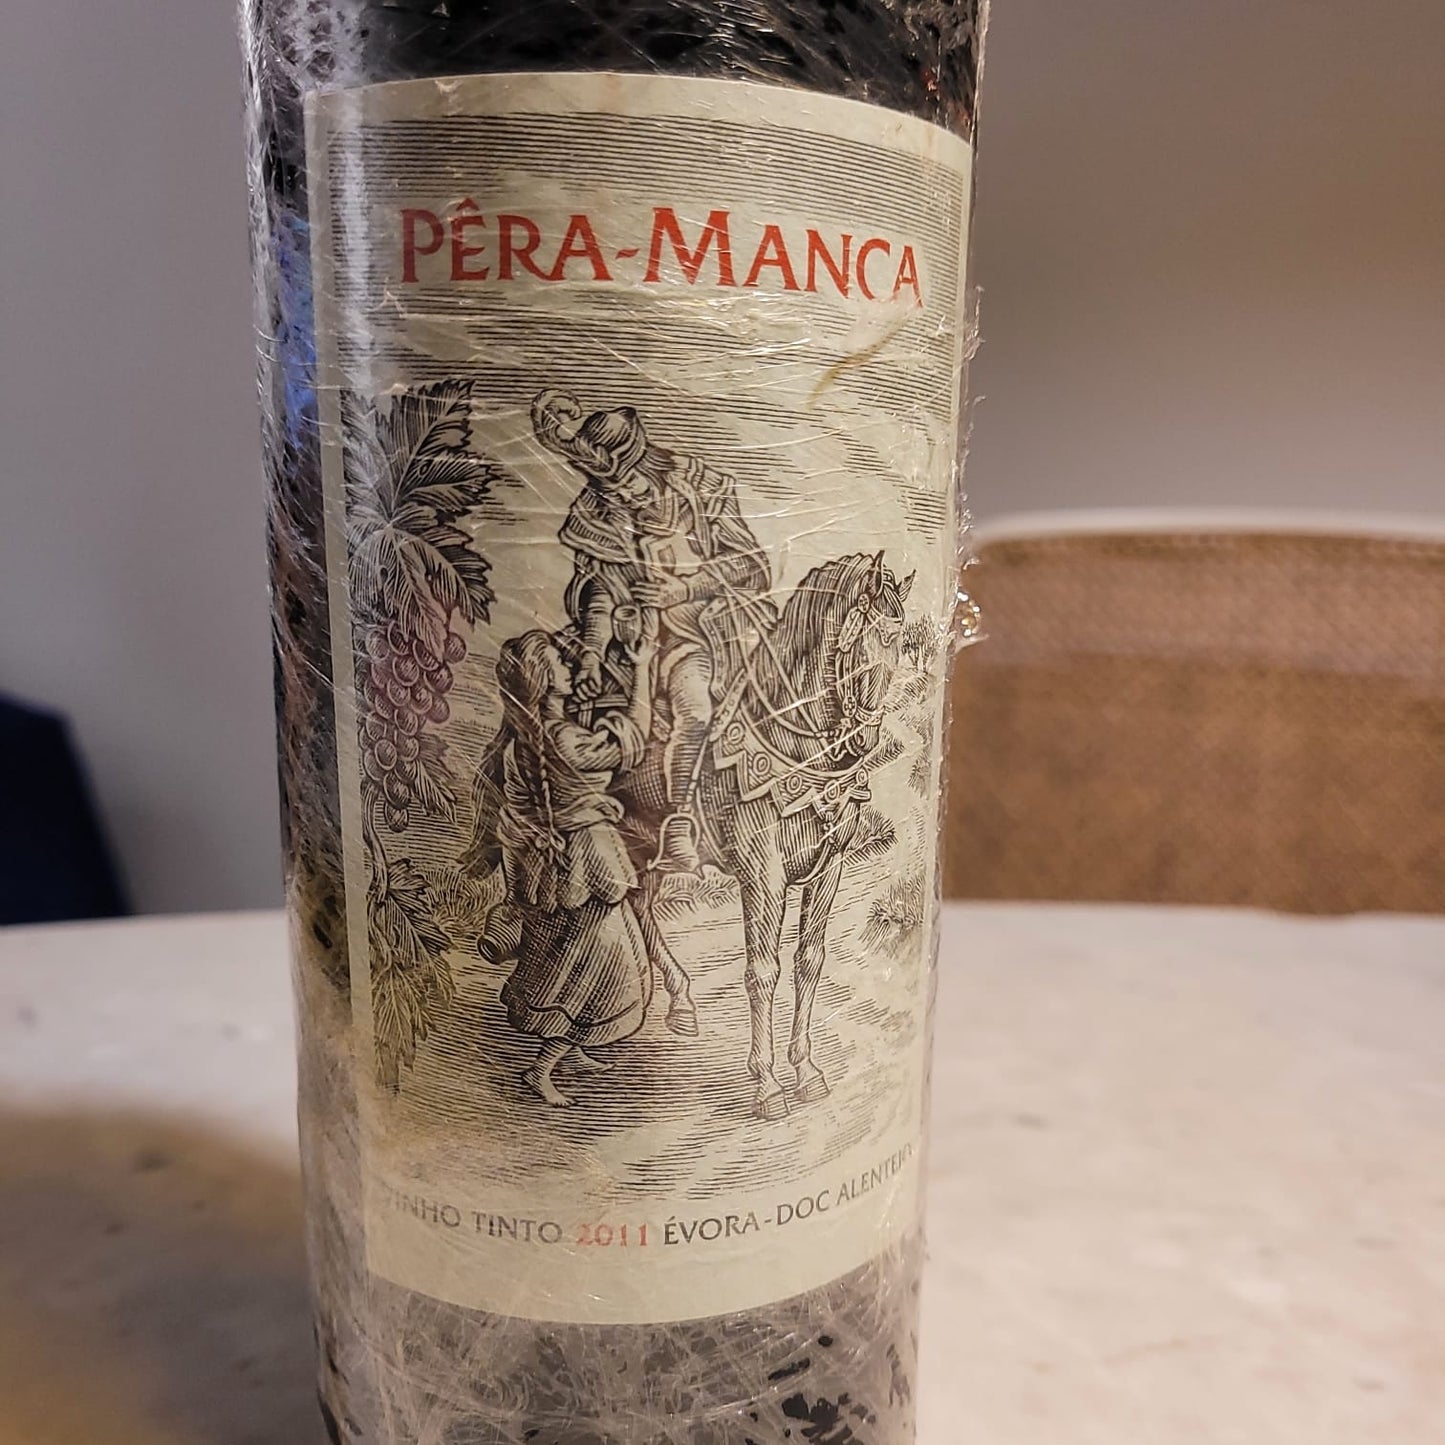 PÊRA-MANCA
VINHO TINTO 2011 ÉVORA-DOC ALENTEJO